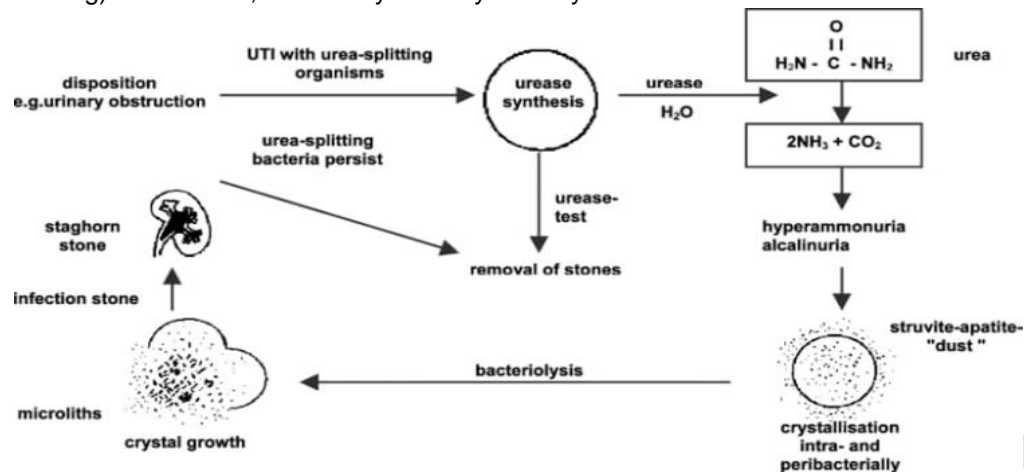 UTI with urea-splitting
organisms
disposition
e.g.urinary obstruction
urease
synthesis
urease
H₂O
O
||
H₂N - C - NH₂
urea
2NH₃ + CO₂
urea-splitting
bacteria persist
urease-
test
staghorn
stone
removal of stones
hyperammonuria
alcalinuria
infection stone
struvite-apatite-
"dust "
bacteriolysis
microliths
crystal growth
crystallisation
intra- and
peribacterially